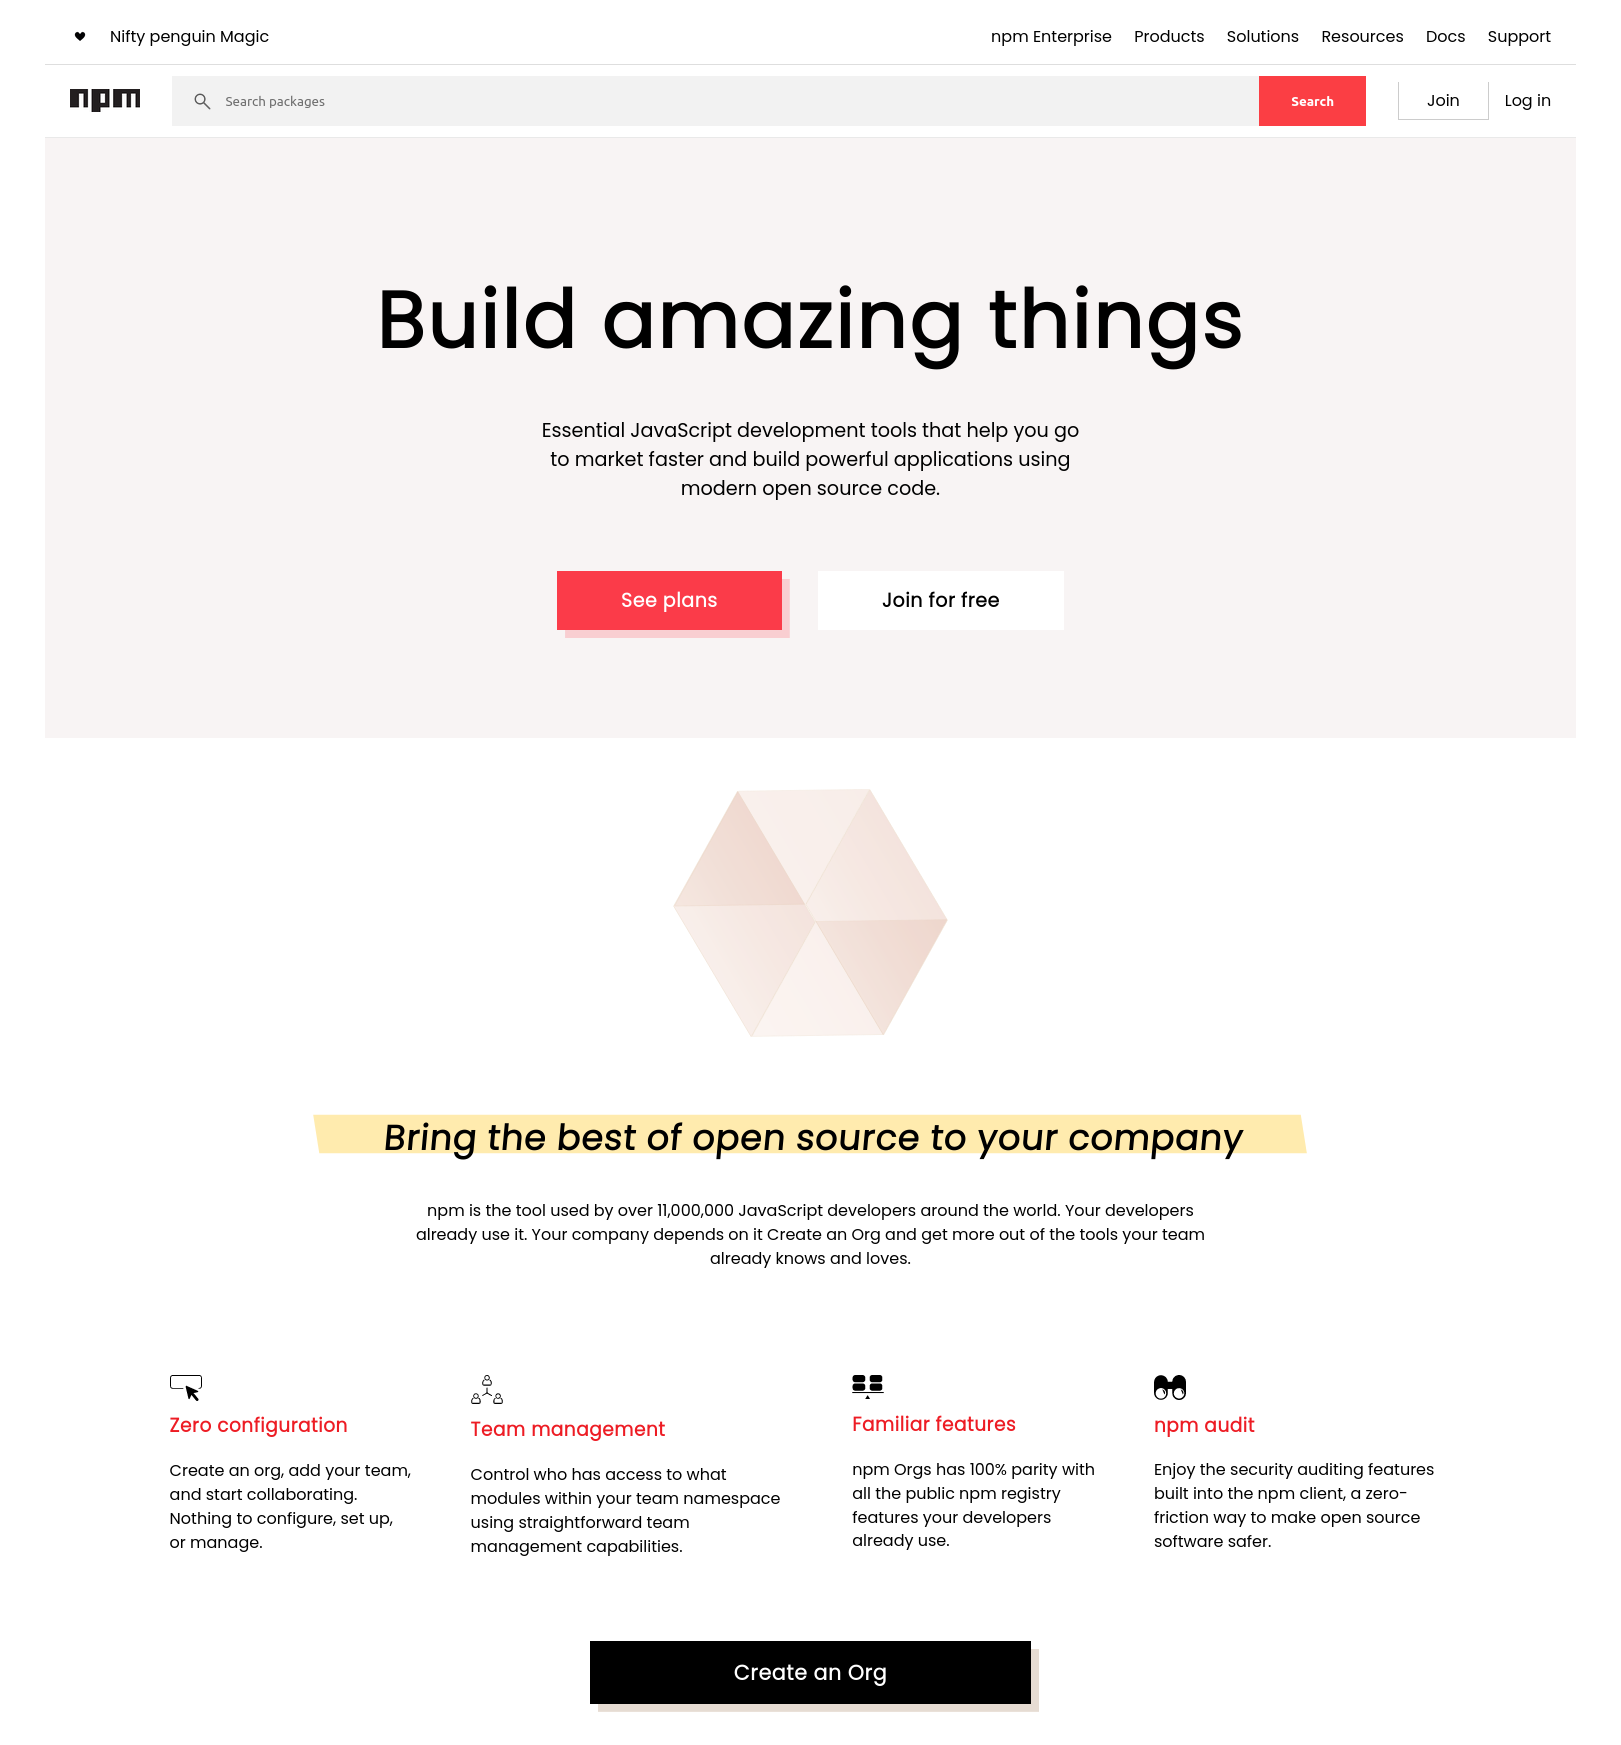 Nifty penguin Magic
npm Enterprise Products Solutions Resources Docs Support
npm
Search packages
Search
Join
Log in
Build amazing things
Essential JavaScript development tools that help you go
to market faster and build powerful applications using
modern open source code.
See plans
Join for free
Bring the best of open source to your company
npm is the tool used by over 11,000,000 JavaScript developers around the world. Your developers
already use it. Your company depends on it Create an Org and get more out of the tools your team
already knows and loves.
Zero configuration
Create an org, add your team,
and start collaborating.
Nothing to configure, set up,
or manage.
Team management
Control who has access to what
modules within your team namespace
using straightforward team
management capabilities.
Familiar features
npm Orgs has 100% parity with
all the public npm registry
features your developers
already use.
npm audit
Enjoy the security auditing features
built into the npm client, a zero-
friction way to make open source
software safer.
Create an Org